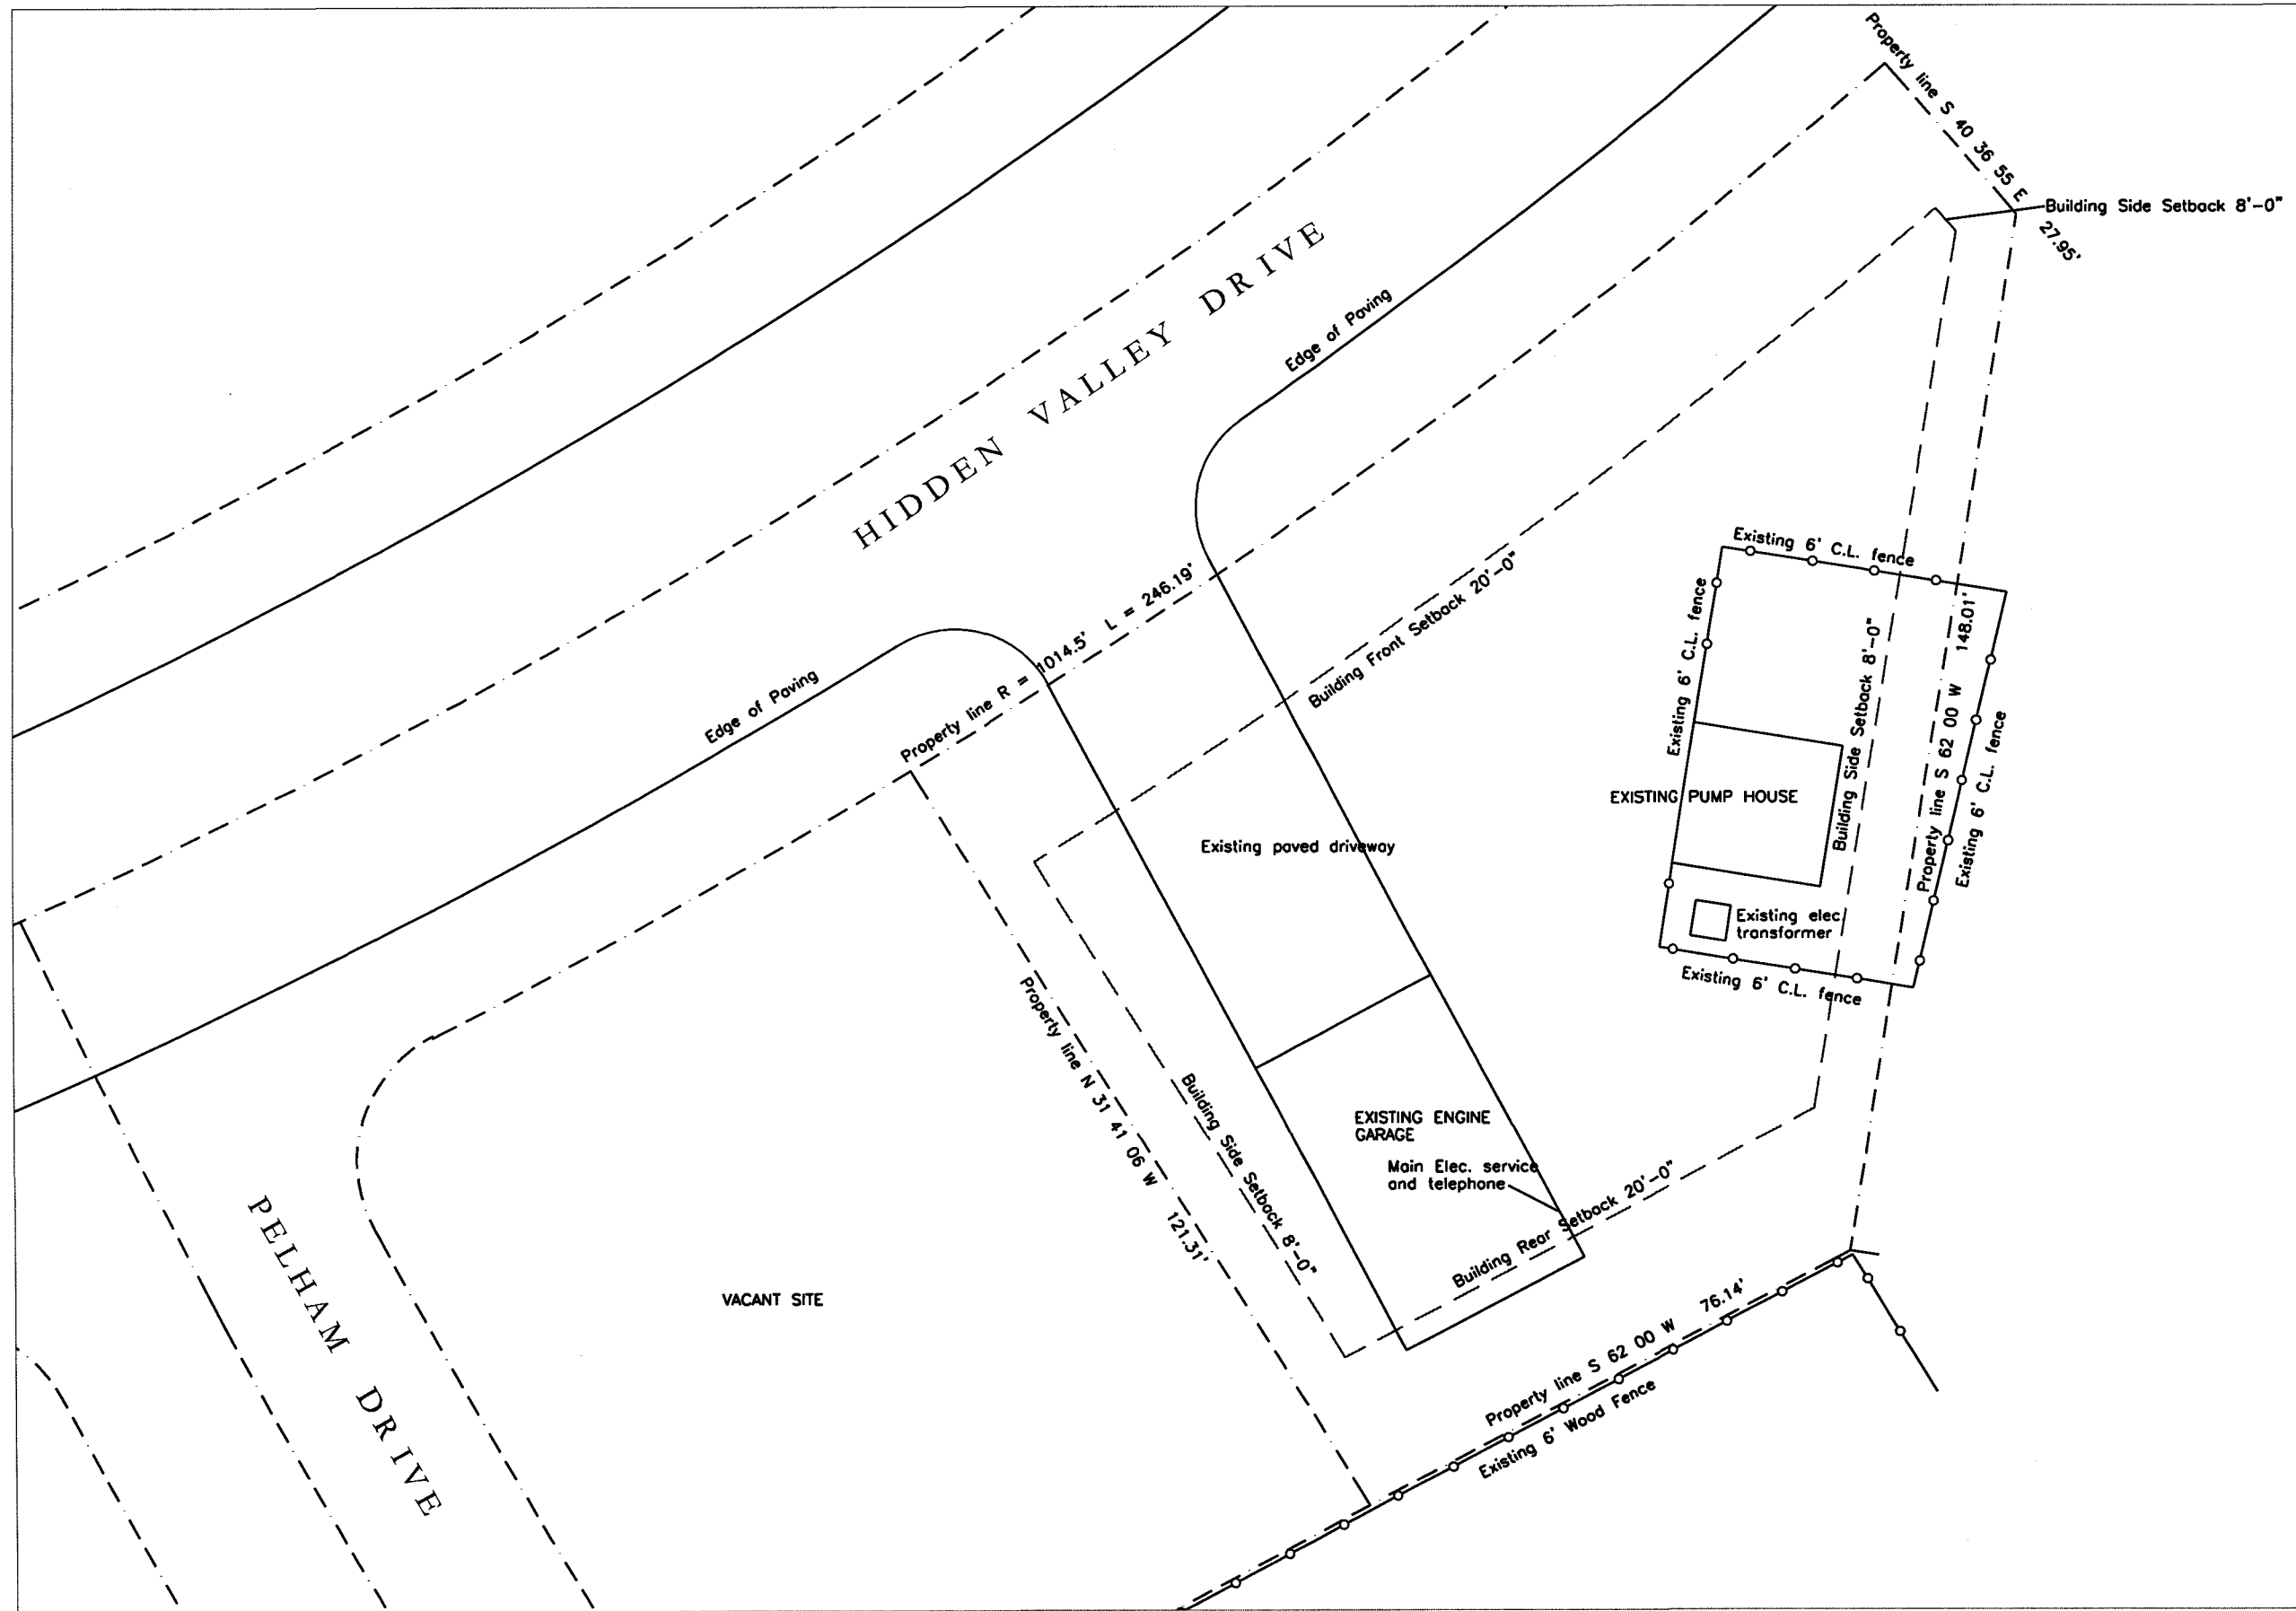 Property line S 40 36 55 E
27.95'
Building Side Setback 8'-0"
HIDDEN VALLEY DRIVE
Edge of Paving
Existing 6' C.L. fence
Existing 6' C.L. fence
Property line R = 1014.5' L = 246.19'
Building Front Setback 20'-0"
Edge of Paving
Building Side Setback 8'-0"
Property line S 62 00 W 148.01'
Existing 6' C.L. fence
EXISTING PUMP HOUSE
Existing paved driveway
Existing elec
transformer
Existing 6' C.L. fence
Property line N 31 41 06 W 121.31'
Building Side Setback 8'-0"
EXISTING ENGINE
GARAGE
Main Elec. service
and telephone
Building Rear Setback 20'-0"
PELHAM DRIVE
VACANT SITE
Property line S 62 00 W 76.14'
Existing 6' Wood Fence